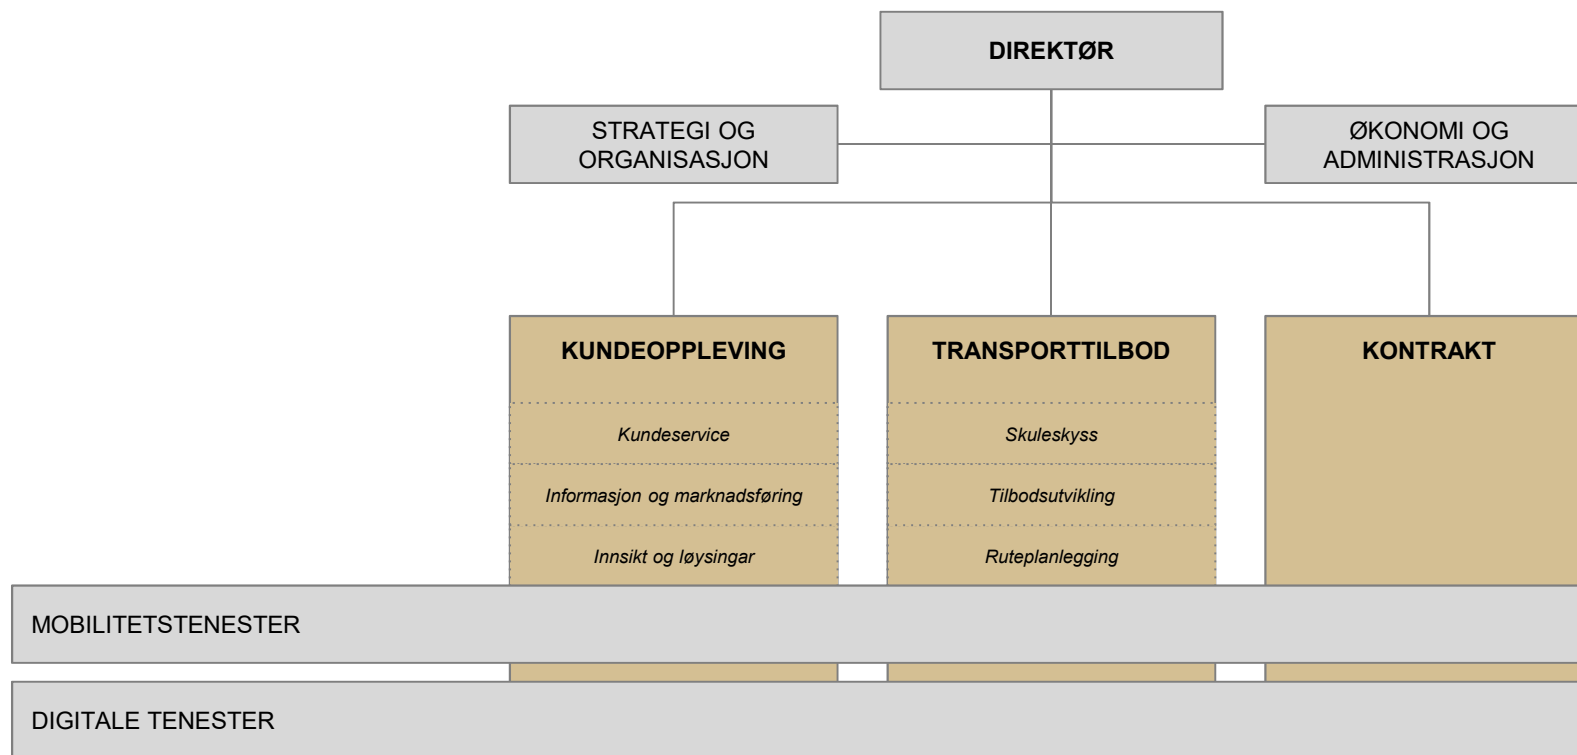 DIREKTØR
STRATEGI OG
ORGANISASJON
ØKONOMI OG
ADMINISTRASJON
KUNDEOPPLEVING
TRANSPORTTILBOD
KONTRAKT
Kundeservice
Skuleskyss
Informasjon og marknadsføring
Tilbodsutvikling
Innsikt og løysingar
Ruteplanlegging
MOBILITETSTENESTER
DIGITALE TENESTER